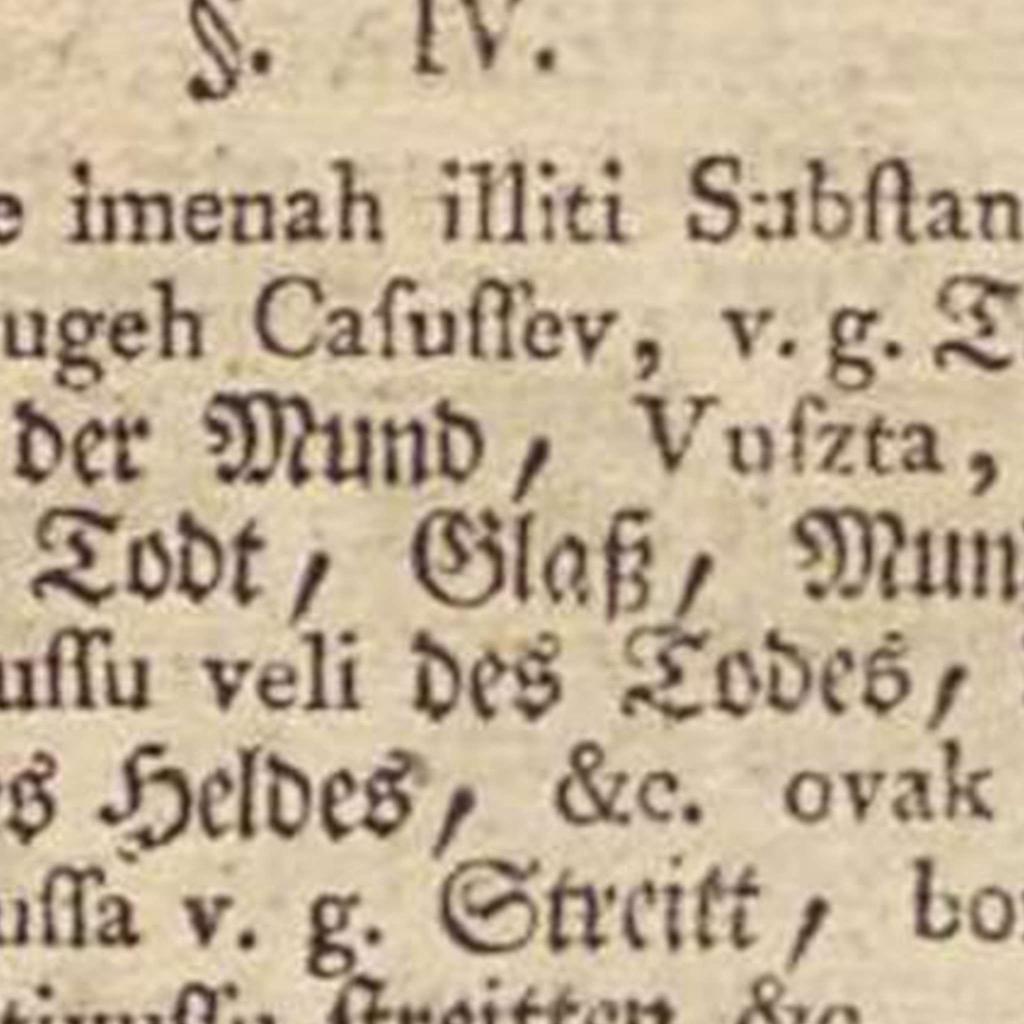 §. IV.
e imenah illiti Subſtan
ugeh Caſuſſev, v. g. T
der Mund, Vuſzta,
Todt, Glaß, Mun
uſſu veli des Todes,
s Heldes, &c. ovak
uſſa v. g. Streitt, bo
ſtreitten &c